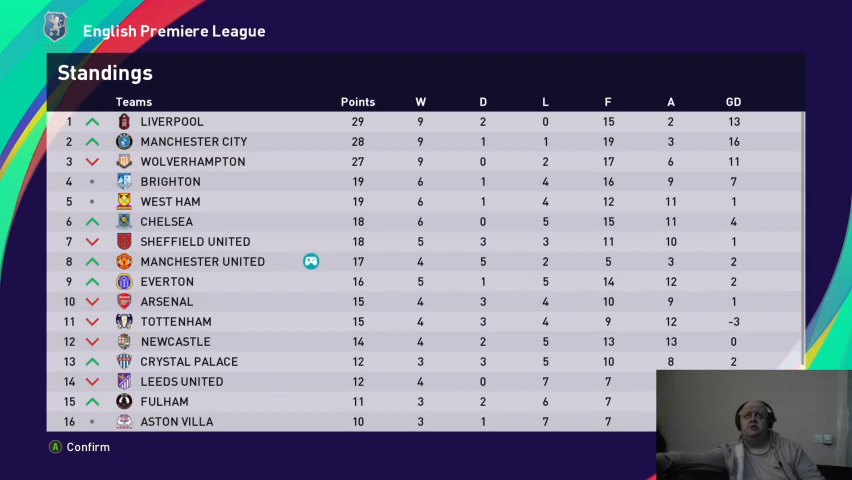 English Premiere League
Standings
Teams Points W D L F A GD
1 LIVERPOOL 29 9 2 0 15 2 13
2 MANCHESTER CITY 28 9 1 1 19 3 16
3 WOLVERHAMPTON 27 9 0 2 17 6 11
4 BRIGHTON 19 6 1 4 16 9 7
5 WEST HAM 19 6 1 4 12 11 1
6 CHELSEA 18 6 0 5 15 11 4
7 SHEFFIELD UNITED 18 5 3 3 11 10 1
8 MANCHESTER UNITED 17 4 5 2 5 3 2
9 EVERTON 16 5 1 5 14 12 2
10 ARSENAL 15 4 3 4 10 9 1
11 TOTTENHAM 15 4 3 4 9 12 -3
12 NEWCASTLE 14 4 2 5 13 13 0
13 CRYSTAL PALACE 12 3 3 5 10 8 2
14 LEEDS UNITED 12 4 0 7 7
15 FULHAM 11 3 2 6 7
16 ASTON VILLA 10 3 1 7 7
A Confirm